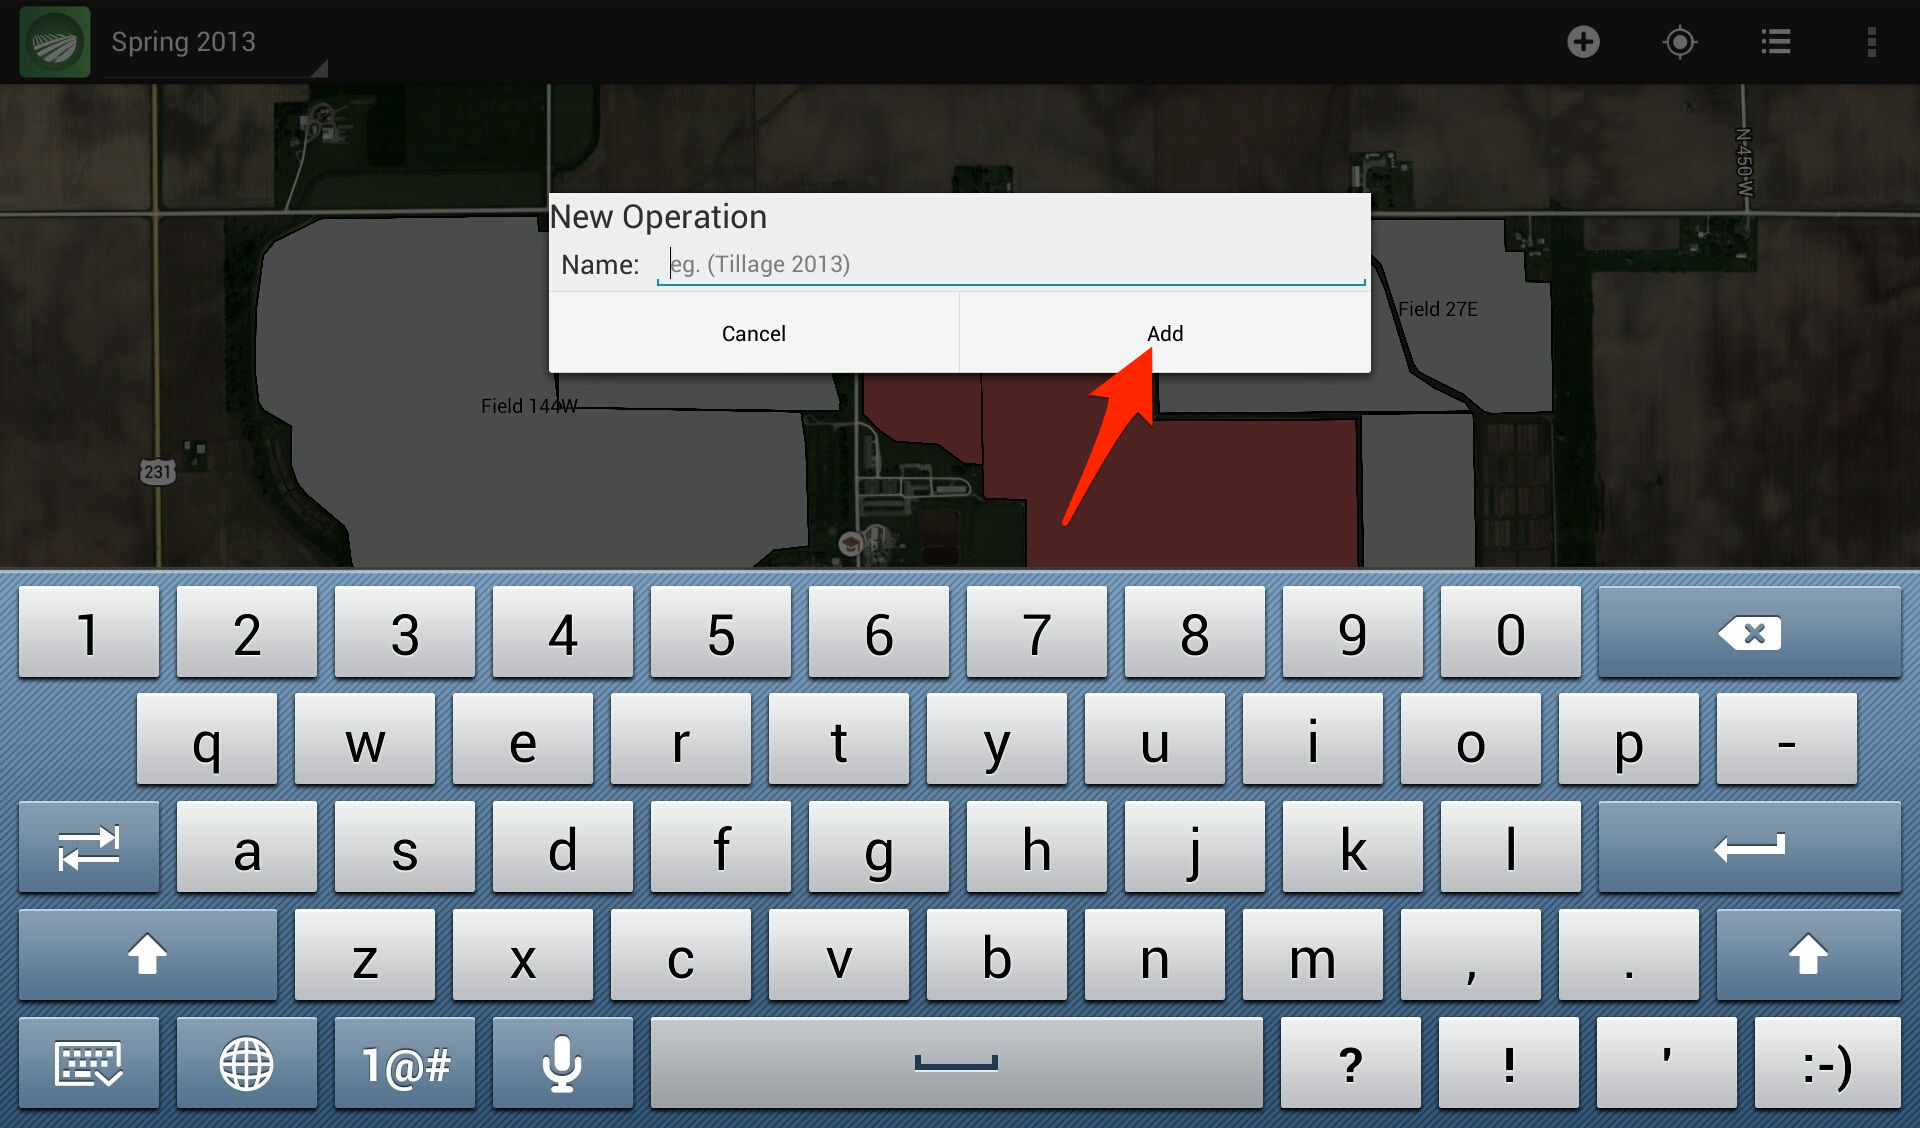 Spring 2013
N 450 W
New Operation
Name: eg. (Tillage 2013)
Cancel Add
Field 27E
Field 144W
231
1 2 3 4 5 6 7 8 9 0
q w e r t y u i o p -
a s d f g h j k l
z x c v b n m , .
1@# ? ! ' :-)